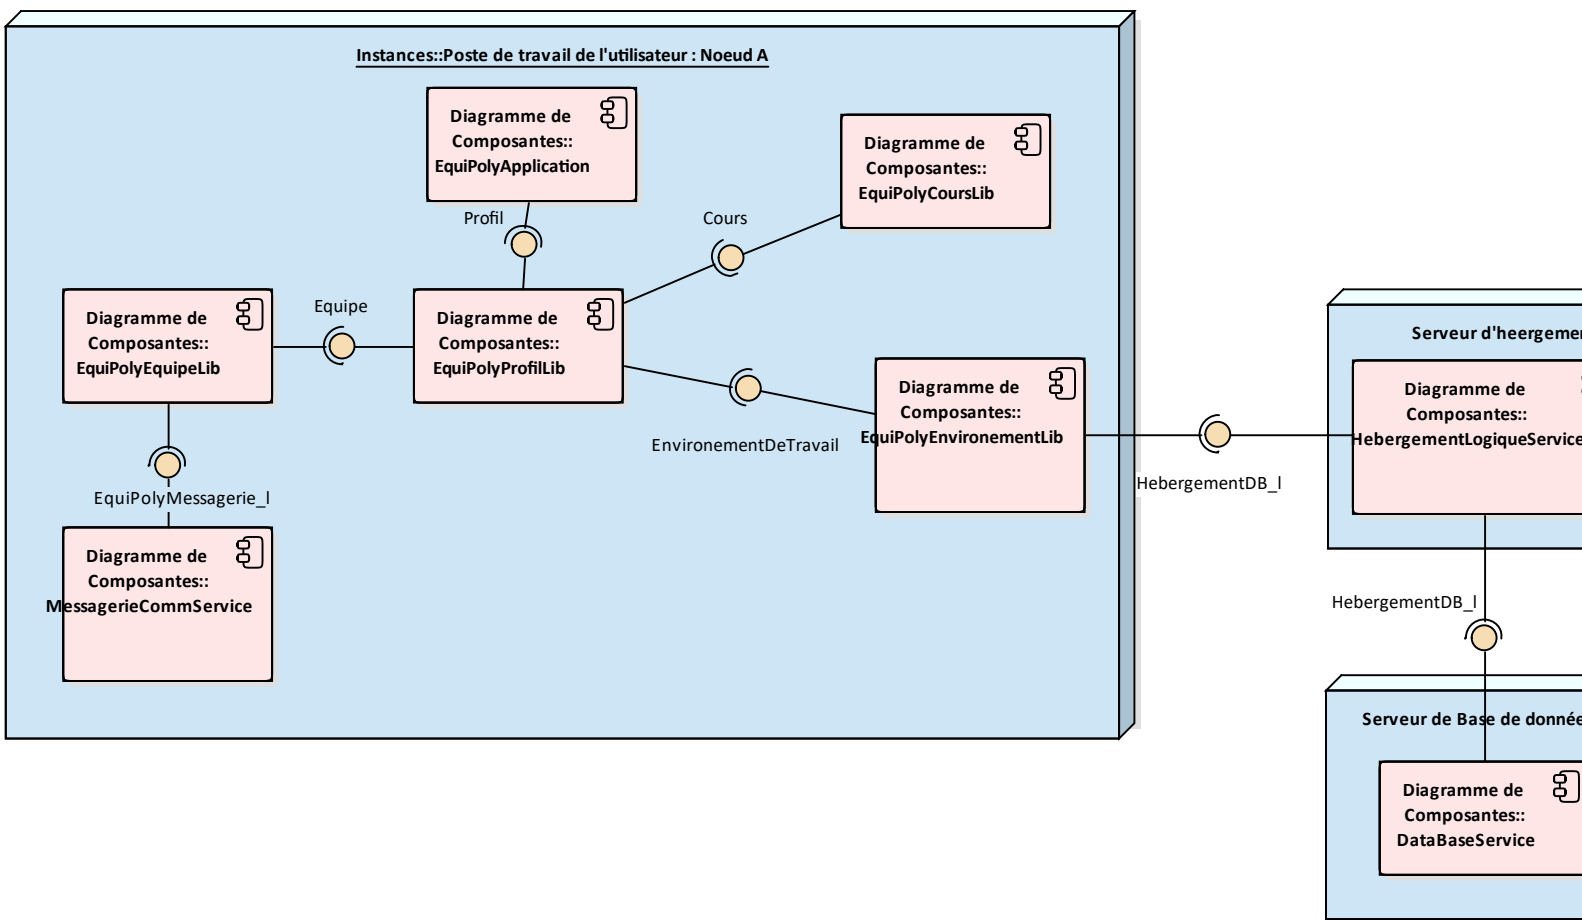 Instances::Poste de travail de l'utilisateur : Noeud A
Diagramme de
Composantes::
EquiPolyApplication
Diagramme de
Composantes::
EquiPolyCoursLib
Profil
Cours
Equipe
Diagramme de
Composantes::
EquiPolyEquipeLib
Diagramme de
Composantes::
EquiPolyProfilLib
Diagramme de
Composantes::
EquiPolyEnvironementLib
EnvironementDeTravail
EquiPolyMessagerie_I
Diagramme de
Composantes::
MessagerieCommService
HebergementDB_I
Serveur d'heergemen
Diagramme de
Composantes::
HebergementLogiqueService
HebergementDB_I
Serveur de Base de donnée
Diagramme de
Composantes::
DataBaseService